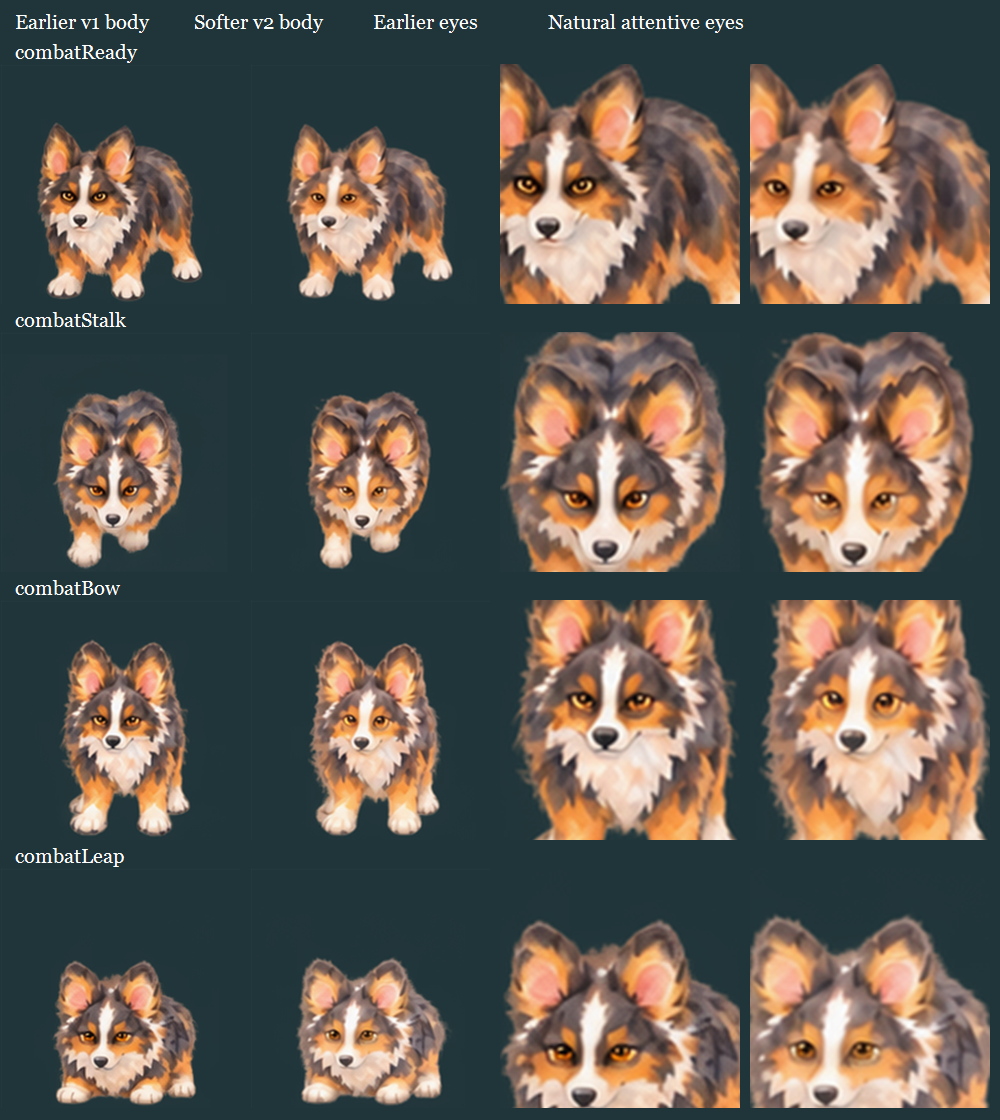 Earlier v1 body Softer v2 body Earlier eyes Natural attentive eyes
combatReady
combatStalk
combatBow
combatLeap